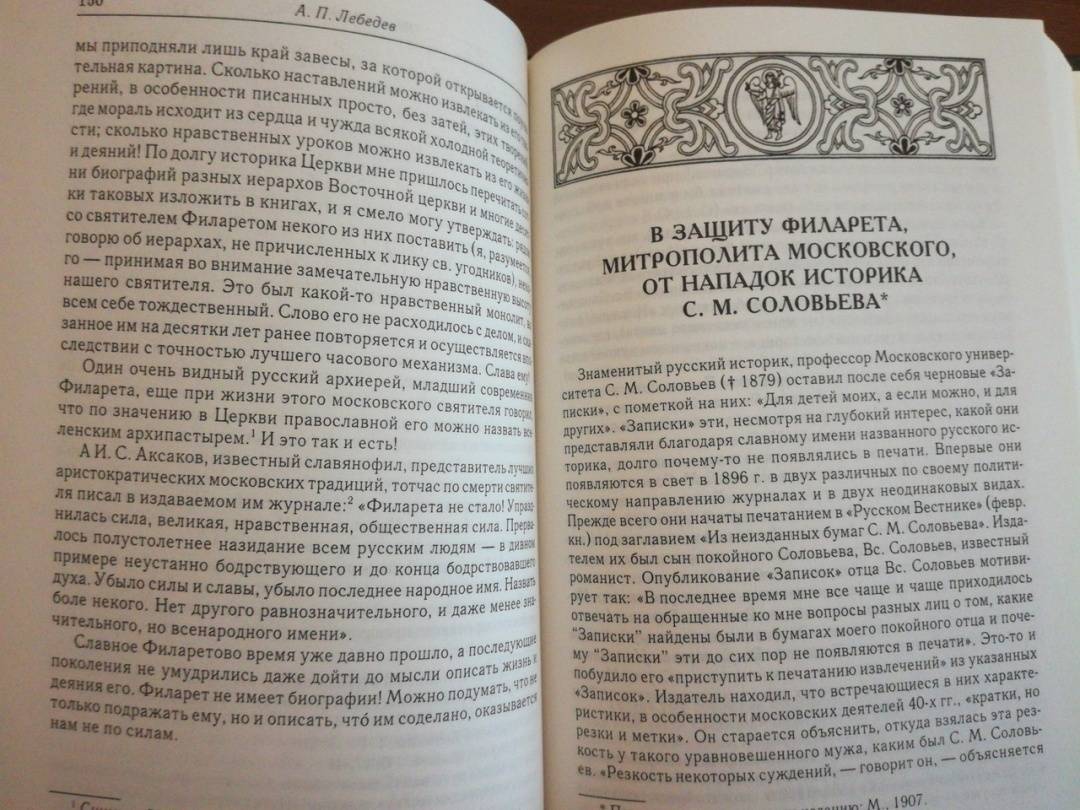 150
А. П. Лебедев
мы приподняли лишь край завесы, за которой открывается
тельная картина. Сколько наставлений можно извлекать из его
рений, в особенности писанных просто, без затей, этих творений,
где мораль исходит из сердца и чужда всякой холодной теоретично-
сти; сколько нравственных уроков можно извлекать из его жизни
и деяний! По долгу историка Церкви мне пришлось перечитать
ни биографий разных иерархов Восточной церкви и многие десят-
ки таковых изложить в книгах, и я смело могу утверждать: рядом
со святителем Филаретом некого из них поставить (я, разумеется,
говорю об иерархах, не причисленных к лику св. угодников),
го — принимая во внимание замечательную нравственную высоту
нашего святителя. Это был какой-то нравственный монолит, во
всем себе тождественный. Слово его не расходилось с делом, и ска-
занное им на десятки лет ранее повторяется и осуществляется впо-
следствии с точностью лучшего часового механизма. Слава ему!
Один очень видный русский архиерей, младший современник
Филарета, еще при жизни этого московского святителя говорил,
что по значению в Церкви православной его можно назвать все-
ленским архипастырем.¹ И это так и есть!
А И. С. Аксаков, известный славянофил, представитель лучших
аристократических московских традиций, тотчас по смерти святите-
ля писал в издаваемом им журнале:² «Филарета не стало! Упразд-
нилась сила, великая, нравственная, общественная сила. Прерва-
лось полустолетнее назидание всем русским людям — в дивном
примере неустанно бодрствующего и до конца бодрствовавшего
духа. Убыло силы и славы, убыло последнее народное имя. Назвать
боле некого. Нет другого равнозначительного, и даже менее зна-
чительного, но всенародного имени».
Славное Филаретово время уже давно прошло, а последующие
поколения не умудрились даже дойти до мысли описать жизнь и
деяния его. Филарет не имеет биографии! Можно подумать, что не
только подражать ему, но и описать, что́ им соделано, оказывается
нам не по силам.
¹
В ЗАЩИТУ ФИЛАРЕТА,
МИТРОПОЛИТА МОСКОВСКОГО,
ОТ НАПАДОК ИСТОРИКА
С. М. СОЛОВЬЕВА*
Знаменитый русский историк, профессор Московского универ-
ситета С. М. Соловьев († 1879) оставил после себя черновые «За-
писки», с пометкой на них: «Для детей моих, а если можно, и для
других». «Записки» эти, несмотря на глубокий интерес, какой они
представляли благодаря славному имени названного русского ис-
торика, долго почему-то не появлялись в печати. Впервые они
появляются в свет в 1896 г. в двух различных по своему полити-
ческому направлению журналах и в двух неодинаковых видах.
Прежде всего они начаты печатанием в «Русском Вестнике» (февр.
кн.) под заглавием «Из неизданных бумаг С. М. Соловьева». Изда-
телем их был сын покойного Соловьева, Вс. Соловьев, известный
романист. Опубликование «Записок» отца Вс. Соловьев мотиви-
рует так: «В последнее время мне все чаще и чаще приходилось
отвечать на обращенные ко мне вопросы разных лиц о том, какие
“Записки” найдены были в бумагах моего покойного отца и поче-
му “Записки” эти до сих пор не появляются в печати». Это-то и
побудило его «приступить к печатанию извлечений» из указанных
«Записок». Издатель находил, что встречающиеся в них характе-
ристики, в особенности московских деятелей 40-х гг., «кратки, но
резки и метки». Он старается объяснить, откуда взялась эта рез-
кость у такого уравновешенного мужа, каким был С. М. Соловь-
ев. «Резкость некоторых суждений, — говорит он, — объясняется
* М., 1907.